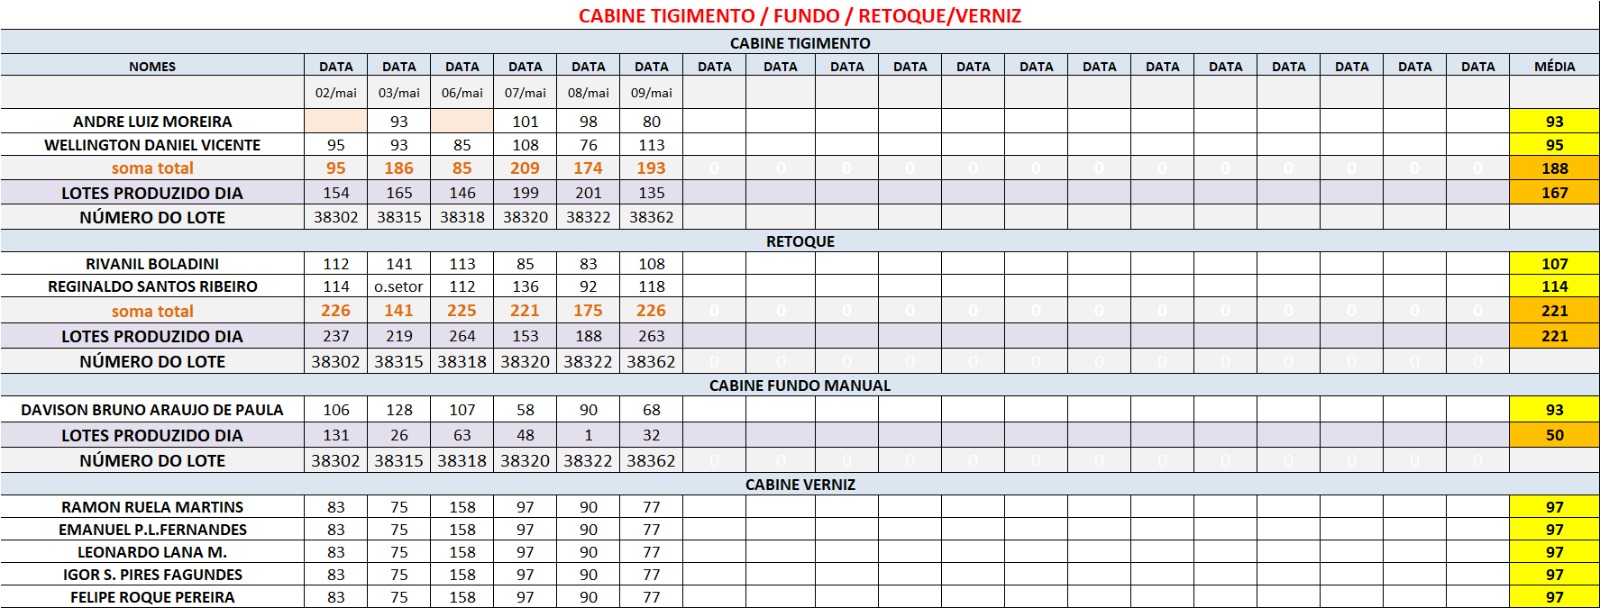 CABINE TIGIMENTO / FUNDO / RETOQUE/VERNIZ
CABINE TIGIMENTO
NOMES DATA DATA DATA DATA DATA DATA DATA DATA DATA DATA DATA DATA DATA DATA DATA DATA DATA DATA DATA MÉDIA
02/mai 03/mai 06/mai 07/mai 08/mai 09/mai
ANDRE LUIZ MOREIRA 93 101 98 80 93
WELLINGTON DANIEL VICENTE 95 93 85 108 76 113 95
soma total 95 186 85 209 174 193 0 0 0 0 0 0 0 0 0 0 0 0 0 188
LOTES PRODUZIDO DIA 154 165 146 199 201 135 167
NÚMERO DO LOTE 38302 38315 38318 38320 38322 38362
RETOQUE
RIVANIL BOLADINI 112 141 113 85 83 108 107
REGINALDO SANTOS RIBEIRO 114 o.setor 112 136 92 118 114
soma total 226 141 225 221 175 226 0 0 0 0 0 0 0 0 0 0 0 0 0 221
LOTES PRODUZIDO DIA 237 219 264 153 188 263 221
NÚMERO DO LOTE 38302 38315 38318 38320 38322 38362 0 0 0 0 0 0 0 0 0 0 0 0 0
CABINE FUNDO MANUAL
DAVISON BRUNO ARAUJO DE PAULA 106 128 107 58 90 68 93
LOTES PRODUZIDO DIA 131 26 63 48 1 32 50
NÚMERO DO LOTE 38302 38315 38318 38320 38322 38362 0 0 0 0 0 0 0 0 0 0 0 0 0
CABINE VERNIZ
RAMON RUELA MARTINS 83 75 158 97 90 77 97
EMANUEL P.L.FERNANDES 83 75 158 97 90 77 97
LEONARDO LANA M. 83 75 158 97 90 77 97
IGOR S. PIRES FAGUNDES 83 75 158 97 90 77 97
FELIPE ROQUE PEREIRA 83 75 158 97 90 77 97